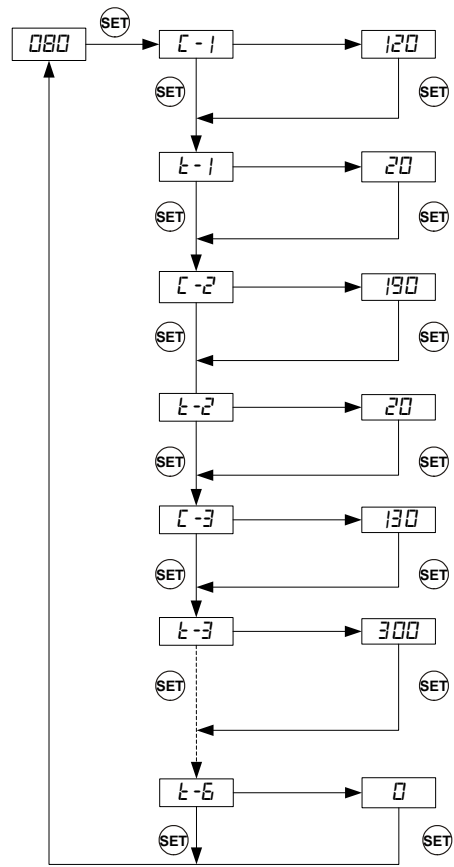 SET
080 C-1 120
SET SET
t-1 20
SET SET
C-2 190
SET SET
t-2 20
SET SET
C-3 130
SET SET
t-3 300
SET SET
t-6 0
SET SET